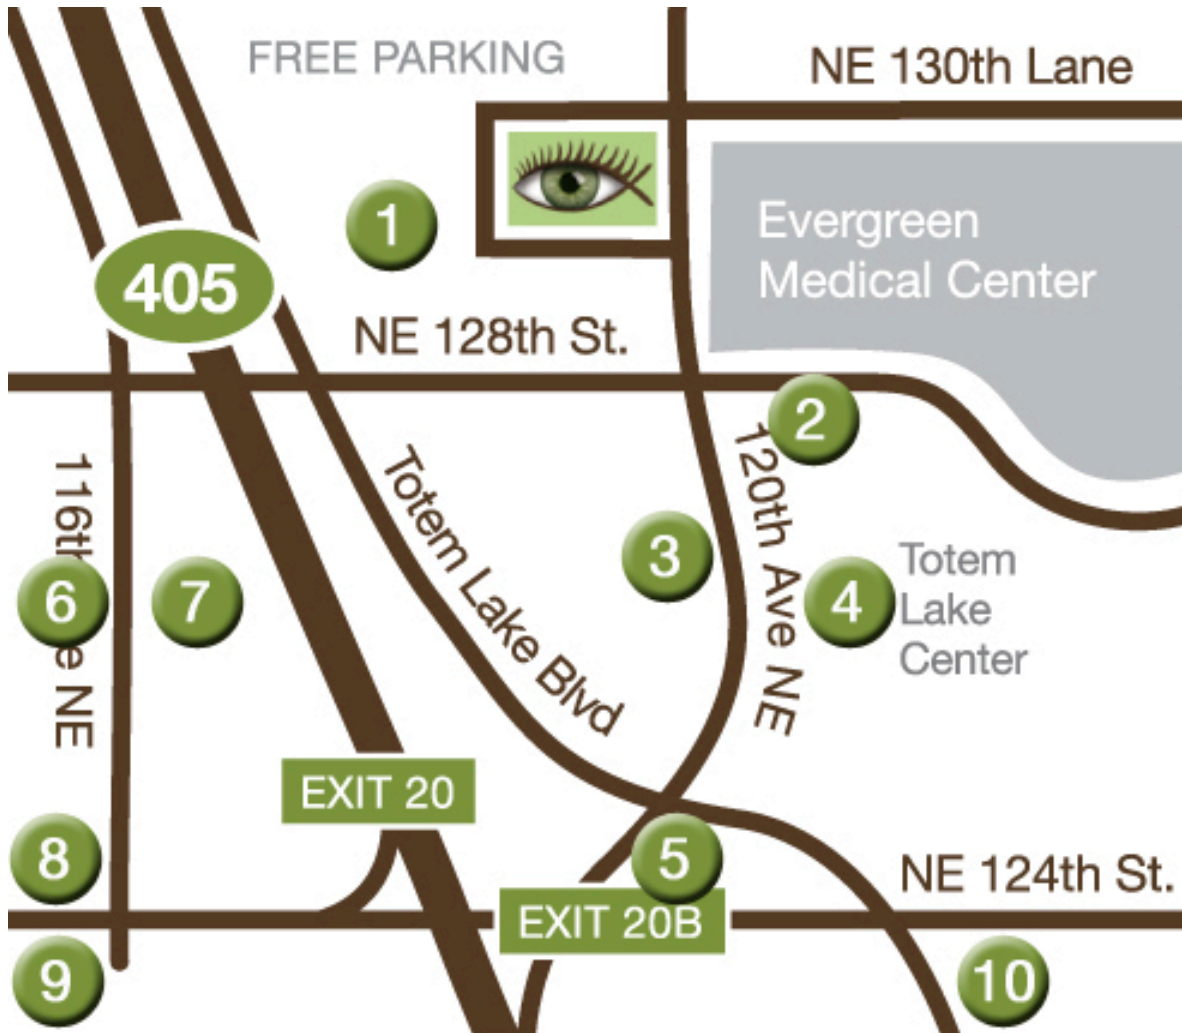 FREE PARKING
NE 130th Lane
1
Evergreen
Medical Center
405
NE 128th St.
2
Totem Lake Blvd
120th Ave NE
116th
e NE
3
4
Totem
Lake
Center
6
7
EXIT 20
5
8
NE 124th St.
EXIT 20B
9
10